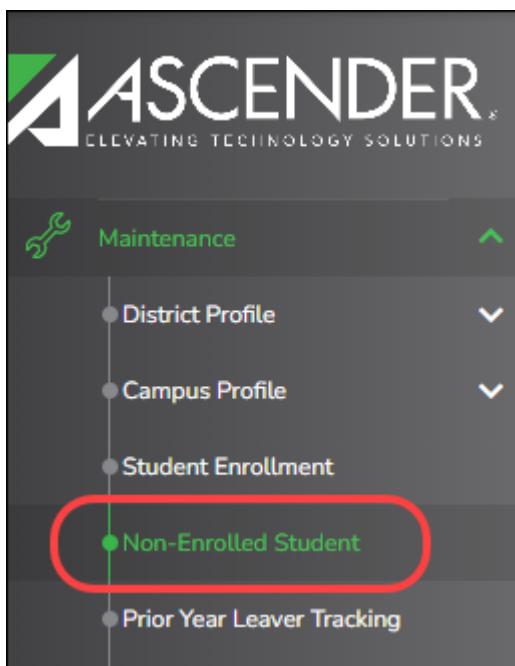 ASCENDER
ELEVATING TECHNOLOGY SOLUTIONS
Maintenance
District Profile
Campus Profile
Student Enrollment
Non-Enrolled Student
Prior Year Leaver Tracking